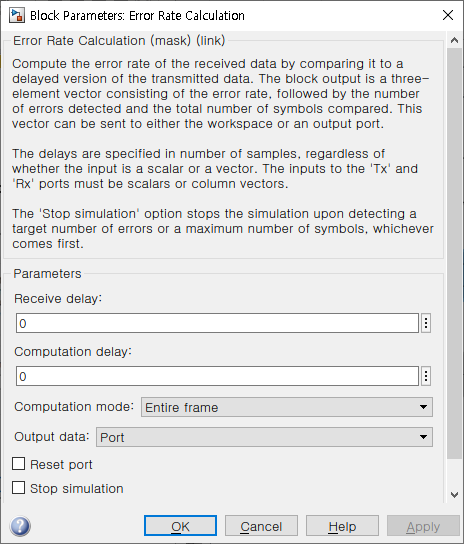 Block Parameters: Error Rate Calculation
Error Rate Calculation (mask) (link)
Compute the error rate of the received data by comparing it to a
delayed version of the transmitted data. The block output is a three-
element vector consisting of the error rate, followed by the number
of errors detected and the total number of symbols compared. This
vector can be sent to either the workspace or an output port.
The delays are specified in number of samples, regardless of
whether the input is a scalar or a vector. The inputs to the 'Tx' and
'Rx' ports must be scalars or column vectors.
The 'Stop simulation' option stops the simulation upon detecting a
target number of errors or a maximum number of symbols, whichever
comes first.
Parameters
Receive delay:
0
Computation delay:
0
Computation mode: Entire frame
Output data: Port
Reset port
Stop simulation
? OK Cancel Help Apply